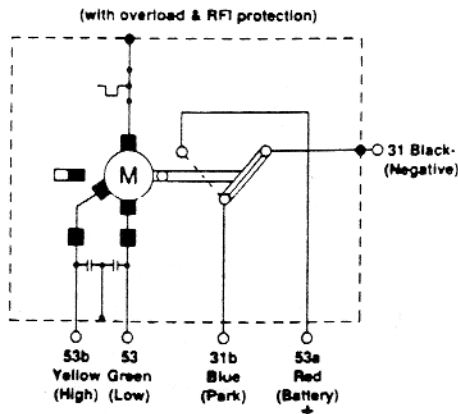 (with overload & RFI protection)
M
31 Black-
(Negative)
53b 53 31b 53a
Yellow Green Blue Red
(High) (Low) (Park) (Battery)
+